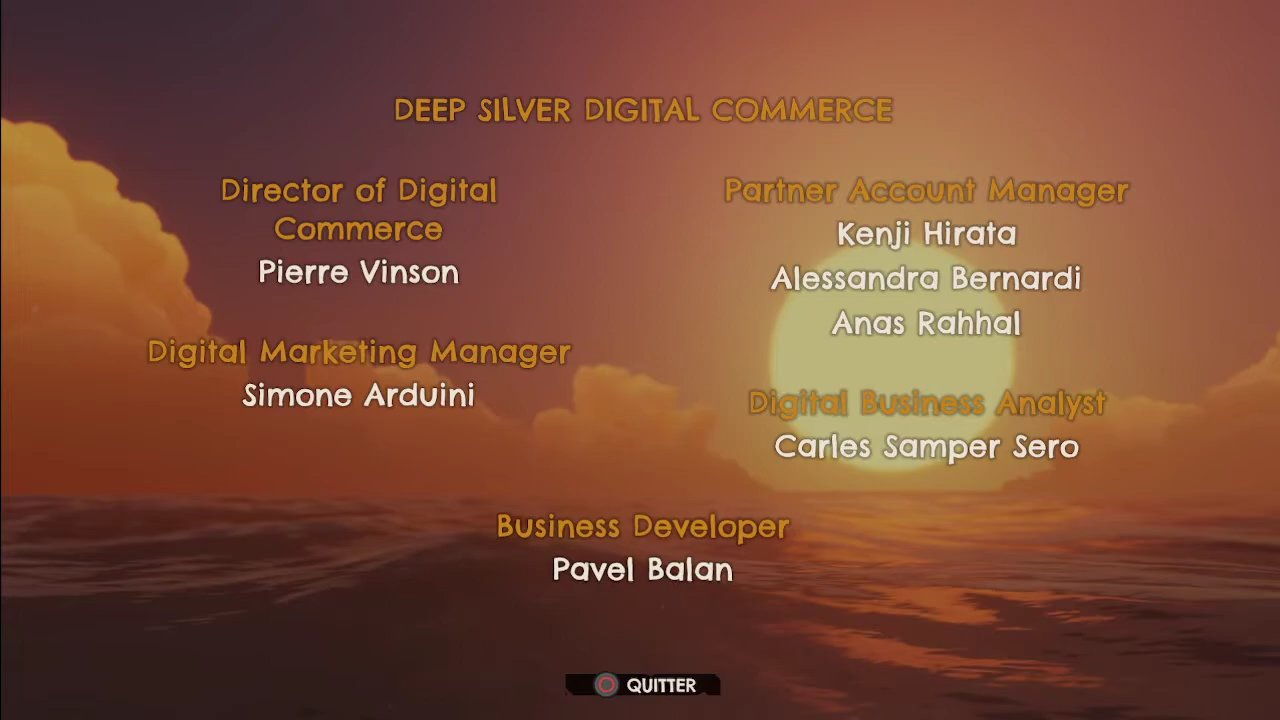 DEEP SILVER DIGITAL COMMERCE
Director of Digital
Commerce
Pierre Vinson
Digital Marketing Manager
Simone Arduini
Partner Account Manager
Kenji Hirata
Alessandra Bernardi
Anas Rahhal
Digital Business Analyst
Carles Samper Sero
Business Developer
Pavel Balan
QUITTER